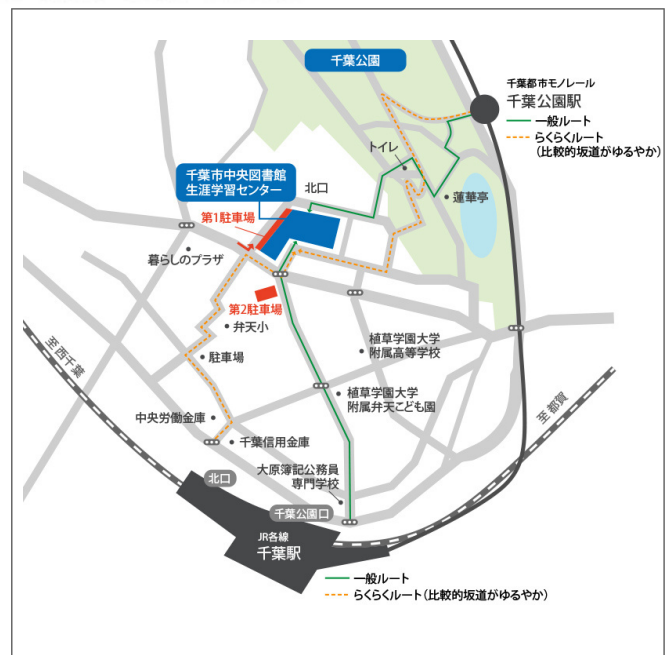 千葉公園
千葉都市モノレール
千葉公園駅
一般ルート
らくらくルート
(比較的坂道がゆるやか)
トイレ
千葉市中央図書館
生涯学習センター
北口
蓮華亭
第1駐車場
暮らしのプラザ
第2駐車場
弁天小
植草学園大学
附属高等学校
至西千葉
駐車場
植草学園大学
附属弁天こども園
至都賀
中央労働金庫
千葉信用金庫
大原簿記公務員
専門学校
北口
千葉公園口
JR各線
千葉駅
一般ルート
らくらくルート(比較的坂道がゆるやか)